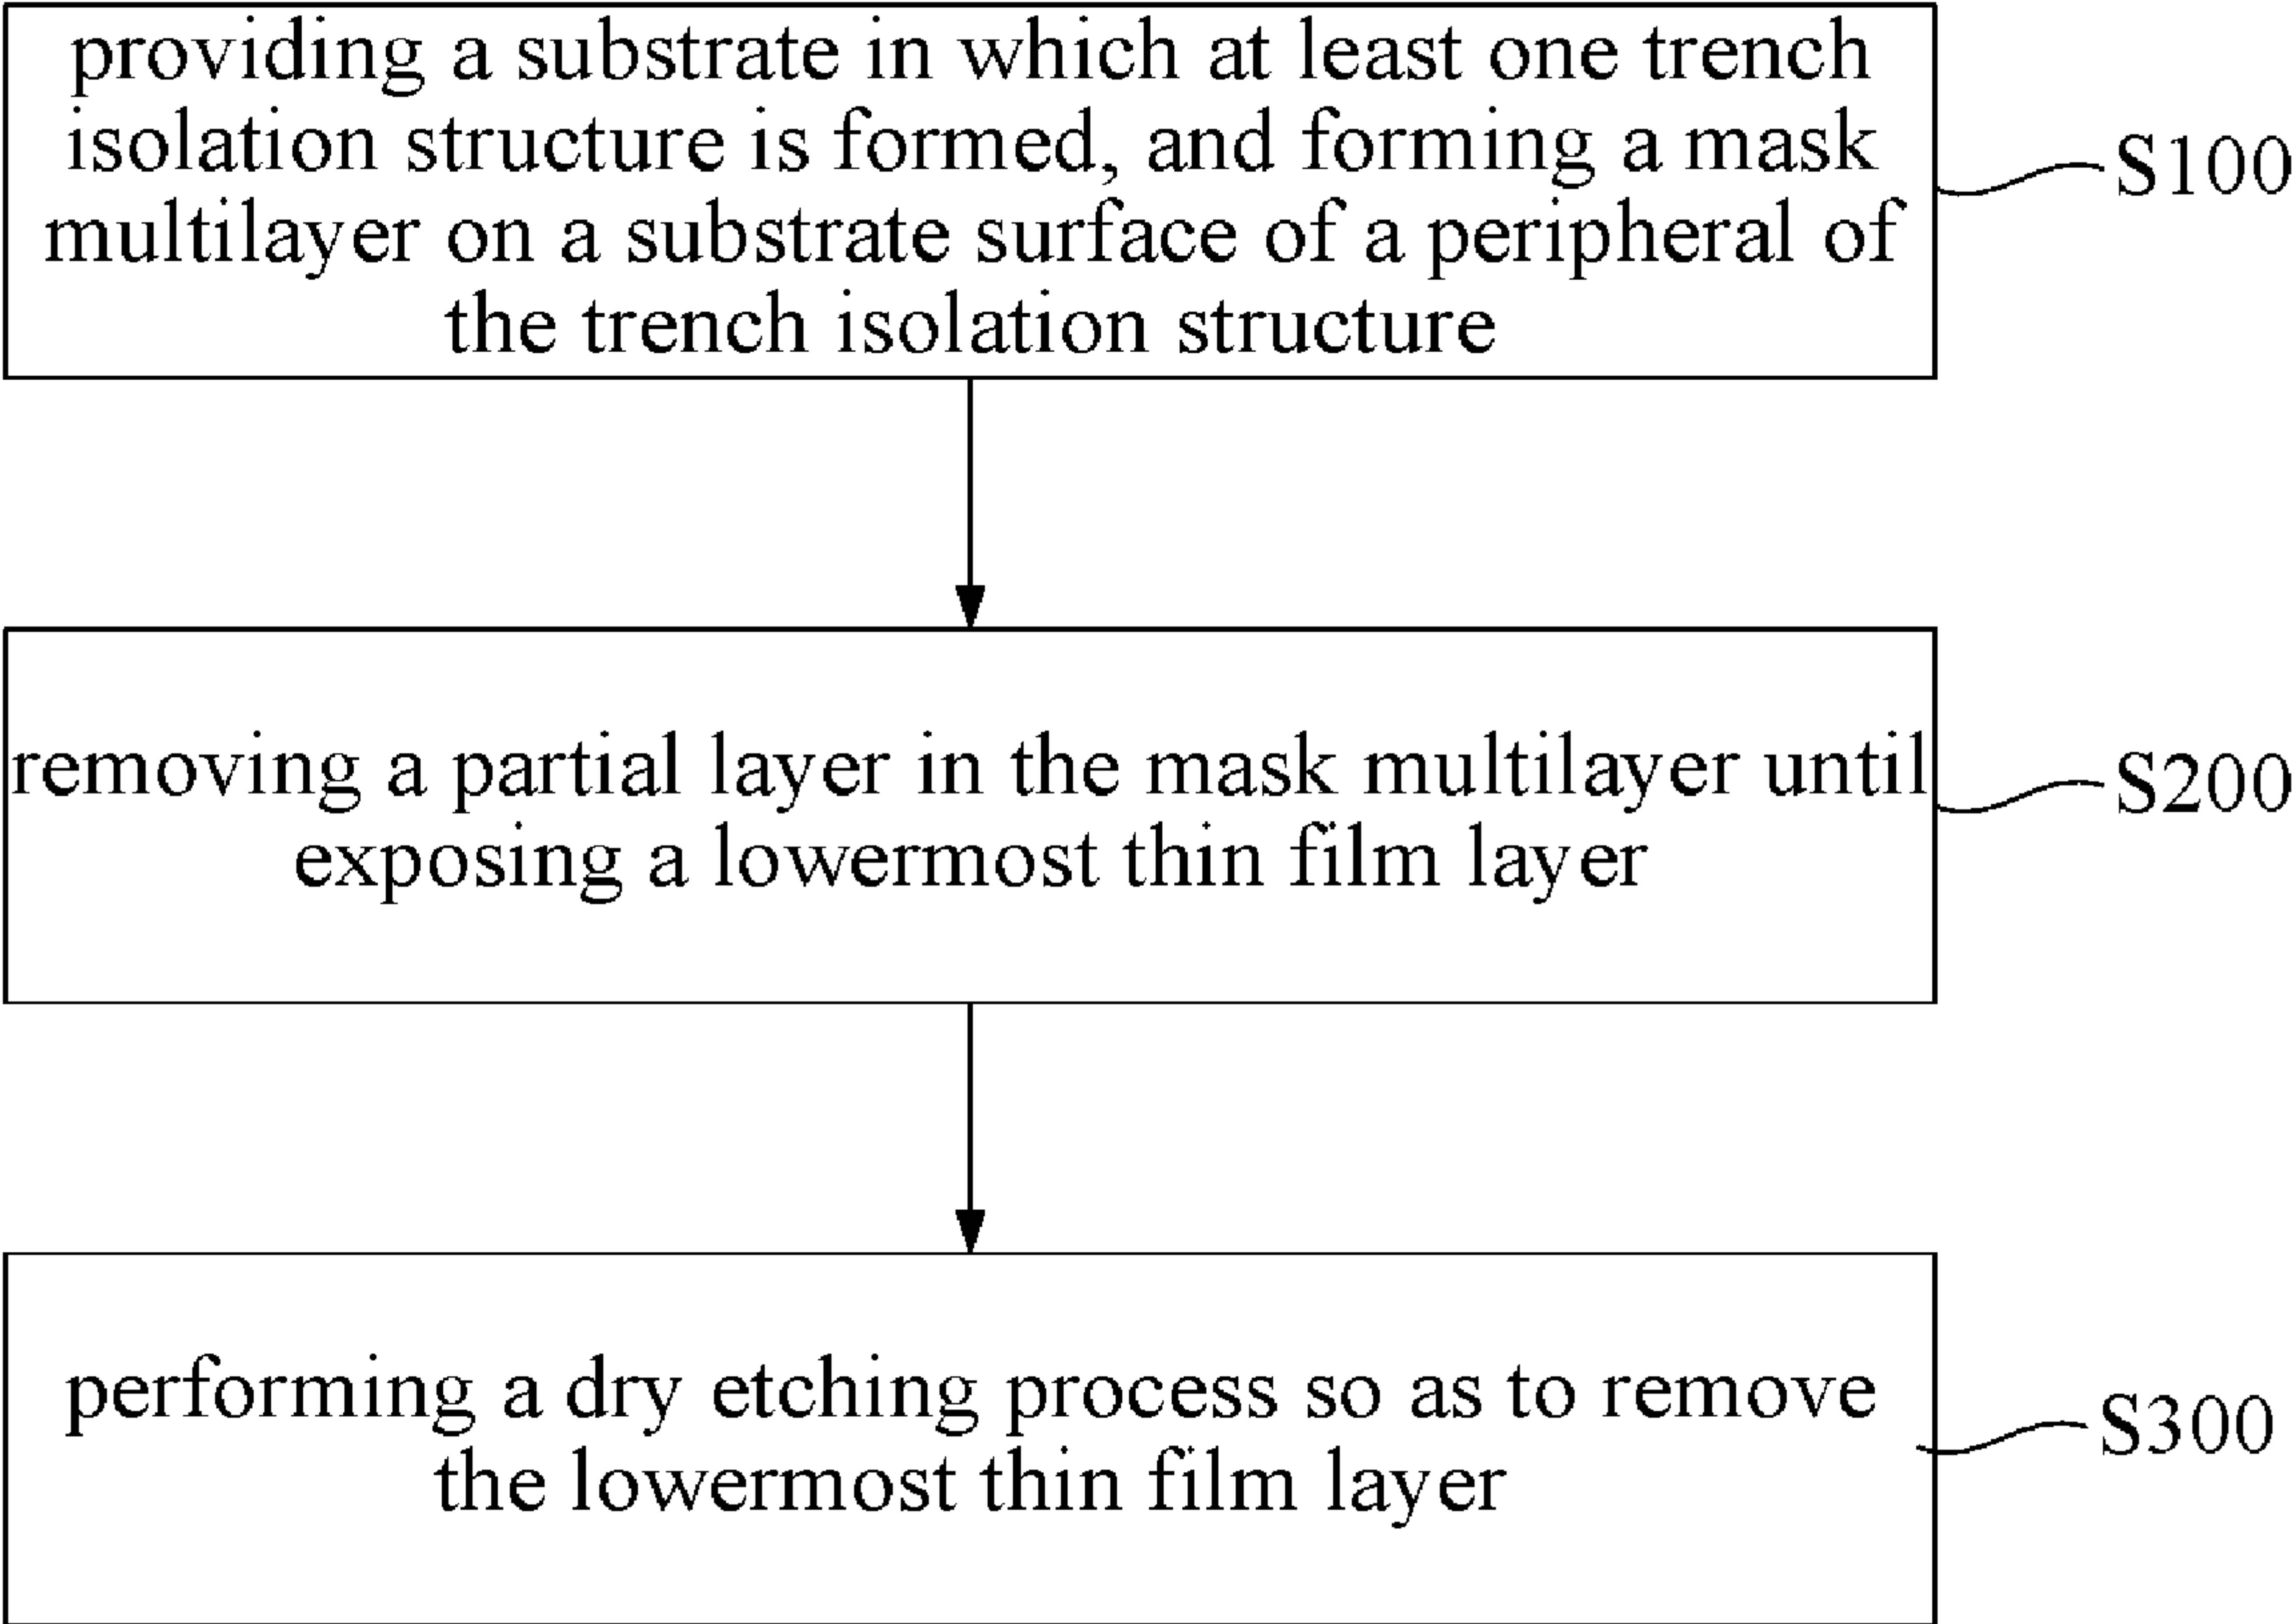 providing a substrate in which at least one trench
isolation structure is formed, and forming a mask
multilayer on a substrate surface of a peripheral of
the trench isolation structure
S100
removing a partial layer in the mask multilayer until
exposing a lowermost thin film layer
S200
performing a dry etching process so as to remove
the lowermost thin film layer
S300